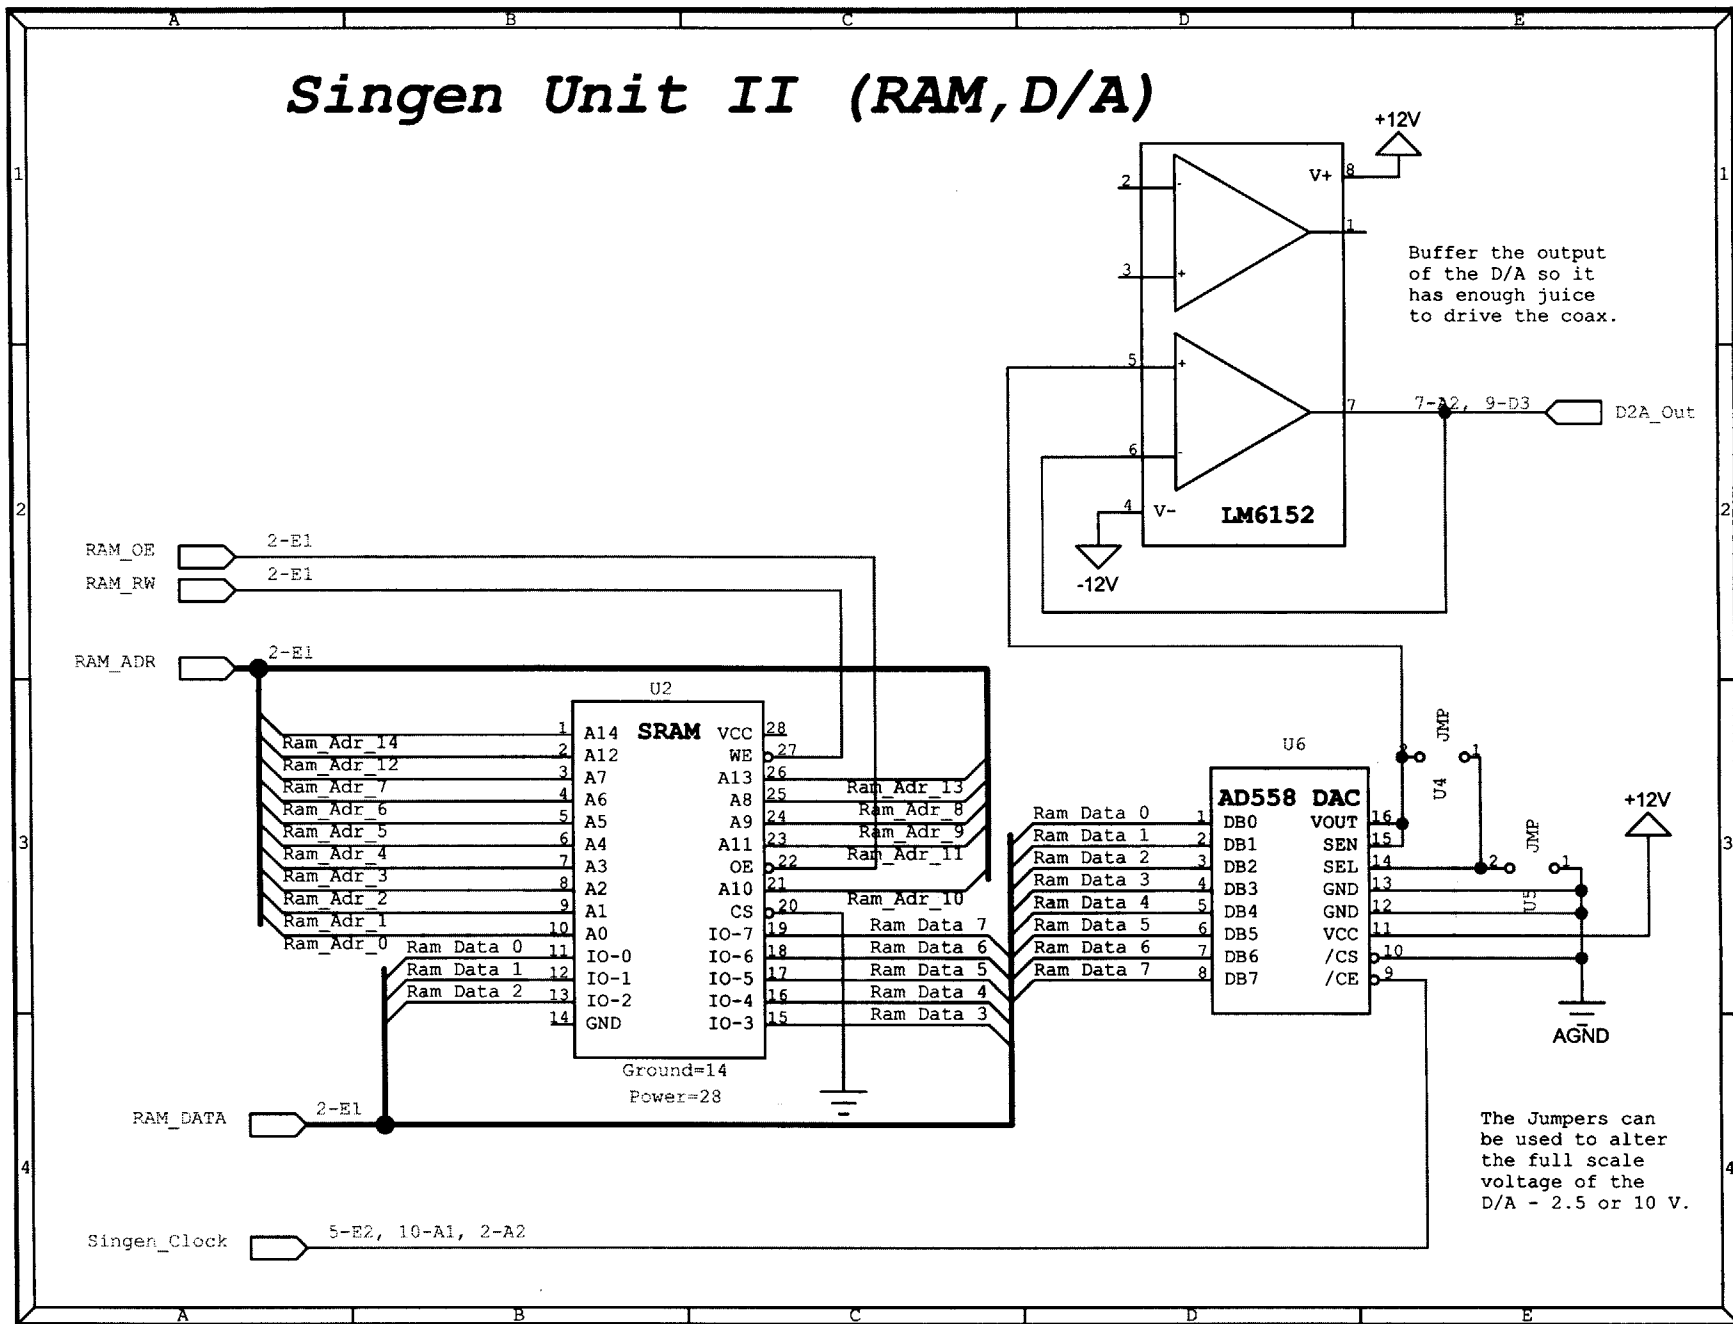 A B C D E
Singen Unit II (RAM,D/A)
+12V
1 1
V+ 8
2 -
1
3 +
Buffer the output
of the D/A so it
has enough juice
to drive the coax.
5 +
7 7-A2, 9-D3 D2A_Out
6 -
4 V- LM6152
2 2
-12V
RAM_OE 2-E1
RAM_RW 2-E1
RAM_ADR 2-E1
U2
SRAM
1 A14 VCC 28
Ram_Adr_14
2 A12 WE 27
Ram_Adr_12
3 A7 A13 26
Ram_Adr_7 Ram_Adr_13
4 A6 A8 25
Ram_Adr_6 Ram_Adr_8
5 A5 A9 24
Ram_Adr_5 Ram_Adr_9
6 A4 A11 23
Ram_Adr_4 Ram_Adr_11
7 A3 OE 22
Ram_Adr_3
8 A2 A10 21
Ram_Adr_2 Ram_Adr_10
9 A1 CS 20
Ram_Adr_1
10 A0 IO-7 19 Ram Data 7
Ram_Adr_0
Ram Data 0 11 IO-0 IO-6 18 Ram Data 6
Ram Data 1 12 IO-1 IO-5 17 Ram Data 5
Ram Data 2 13 IO-2 IO-4 16 Ram Data 4
14 GND IO-3 15 Ram Data 3
Ground=14
Power=28
U6
AD558 DAC
Ram Data 0 1 DB0 VOUT 16
Ram Data 1 2 DB1 SEN 15
Ram Data 2 3 DB2 SEL 14
Ram Data 3 4 DB3 GND 13
Ram Data 4 5 DB4 GND 12
Ram Data 5 6 DB5 VCC 11
Ram Data 6 7 DB6 /CS 10
Ram Data 7 8 DB7 /CE 9
JMP
2 1
U4
JMP
2 1
U5
+12V
3 3
AGND
RAM_DATA 2-E1
The Jumpers can
be used to alter
the full scale
voltage of the
D/A - 2.5 or 10 V.
4 4
Singen_Clock 5-E2, 10-A1, 2-A2
A B C D E